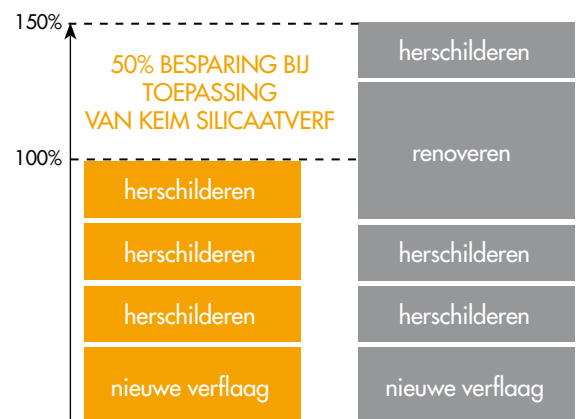 150%
herschilderen
50% BESPARING BIJ
TOEPASSING
VAN KEIM SILICAATVERF
100%
renoveren
herschilderen
herschilderen
herschilderen
herschilderen
herschilderen
nieuwe verflaag
nieuwe verflaag